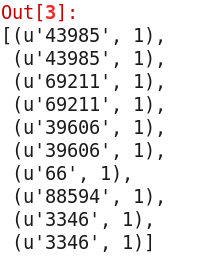 Out[3]:
[(u'43985', 1),
(u'43985', 1),
(u'69211', 1),
(u'69211', 1),
(u'39606', 1),
(u'39606', 1),
(u'66', 1),
(u'88594', 1),
(u'3346', 1),
(u'3346', 1)]